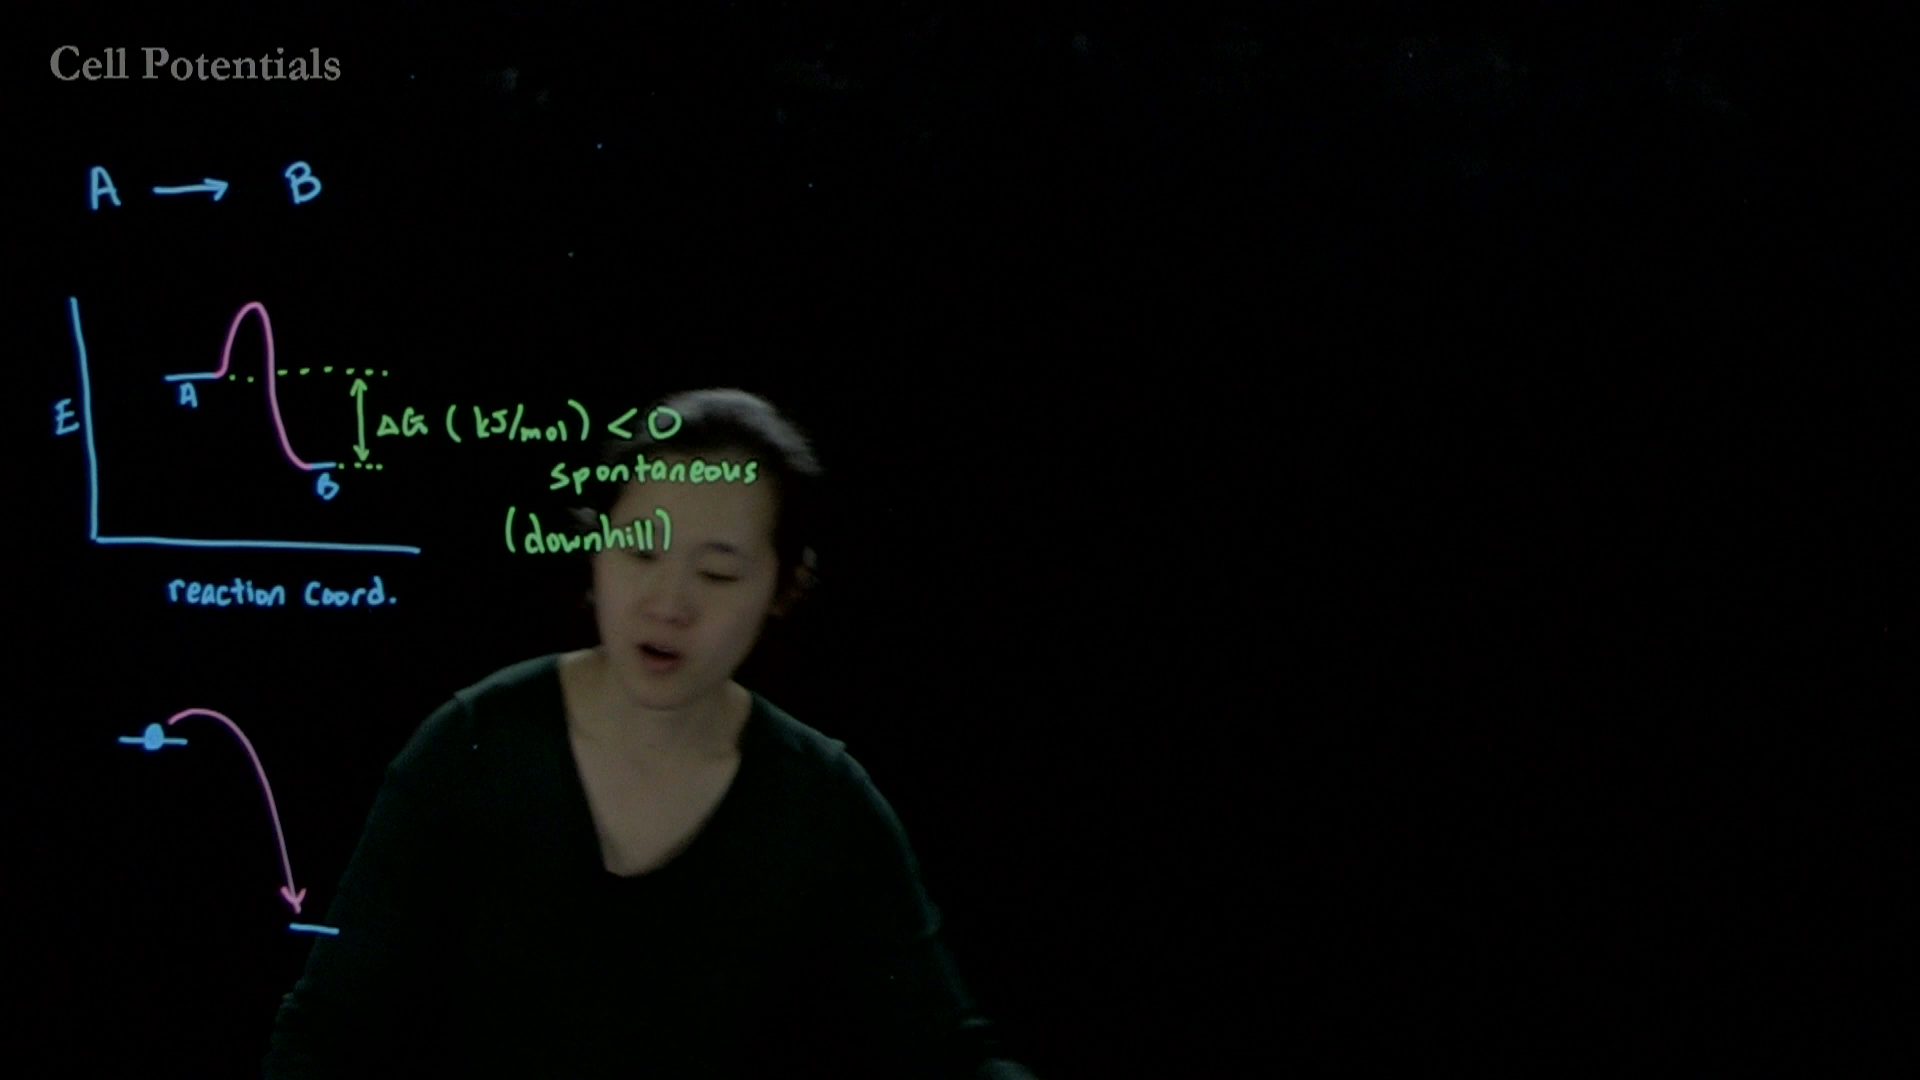 Cell Potentials
A → B
E
A
ΔG (kJ/mol) < 0
spontaneous
B
(downhill)
reaction coord.